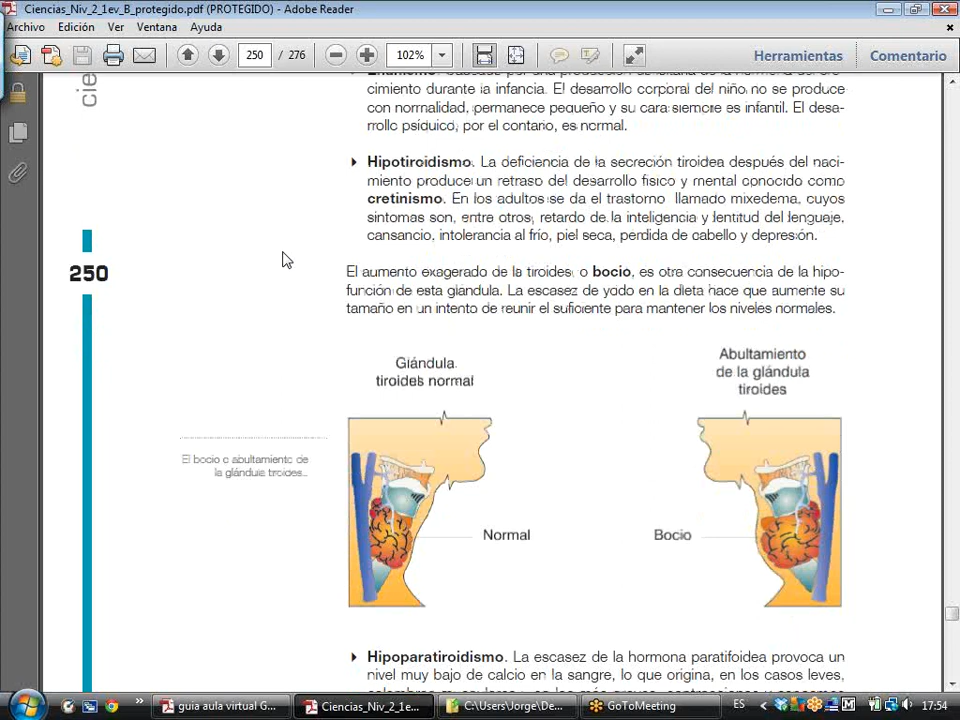 Ciencias_Niv_2_1ev_B_protegido.pdf (PROTEGIDO) - Adobe Reader
Archivo Edición Ver Ventana Ayuda
250 / 276 102% Herramientas Comentario
cie
cimiento durante la infancia. El desarrollo corporal del niño no se produce
con normalidad, permanece pequeño y su cara siempre es infantil. El desa-
rrollo psíquico, por el contario, es normal.
Hipotiroidismo. La deficiencia de la secreción tiroidea después del naci-
miento produce un retraso del desarrollo físico y mental conocido como
cretinismo. En los adultos se da el trastorno llamado mixedema, cuyos
síntomas son, entre otros, retardo de la inteligencia y lentitud del lenguaje,
cansancio, intolerancia al frío, piel seca, perdida de cabello y depresión.
250
El aumento exagerado de la tiroides, o bocio, es otra consecuencia de la hipo-
función de esta glándula. La escasez de yodo en la dieta hace que aumente su
tamaño en un intento de reunir el suficiente para mantener los niveles normales.
Glándula
tiroides normal
Abultamiento
de la glándula
tiroides
El bocio o abultamiento de
la glándula tiroides.
Normal
Bocio
Hipoparatiroidismo. La escasez de la hormona paratifoidea provoca un
nivel muy bajo de calcio en la sangre, lo que origina, en los casos leves,
guia aula virtual G... Ciencias_Niv_2_1e... C:\Users\Jorge\De... GoToMeeting ES 17:54